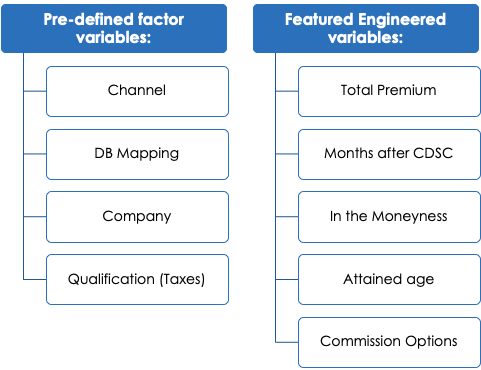 Pre-defined factor
variables:
Channel
DB Mapping
Company
Qualification (Taxes)
Featured Engineered
variables:
Total Premium
Months after CDSC
In the Moneyness
Attained age
Commission Options